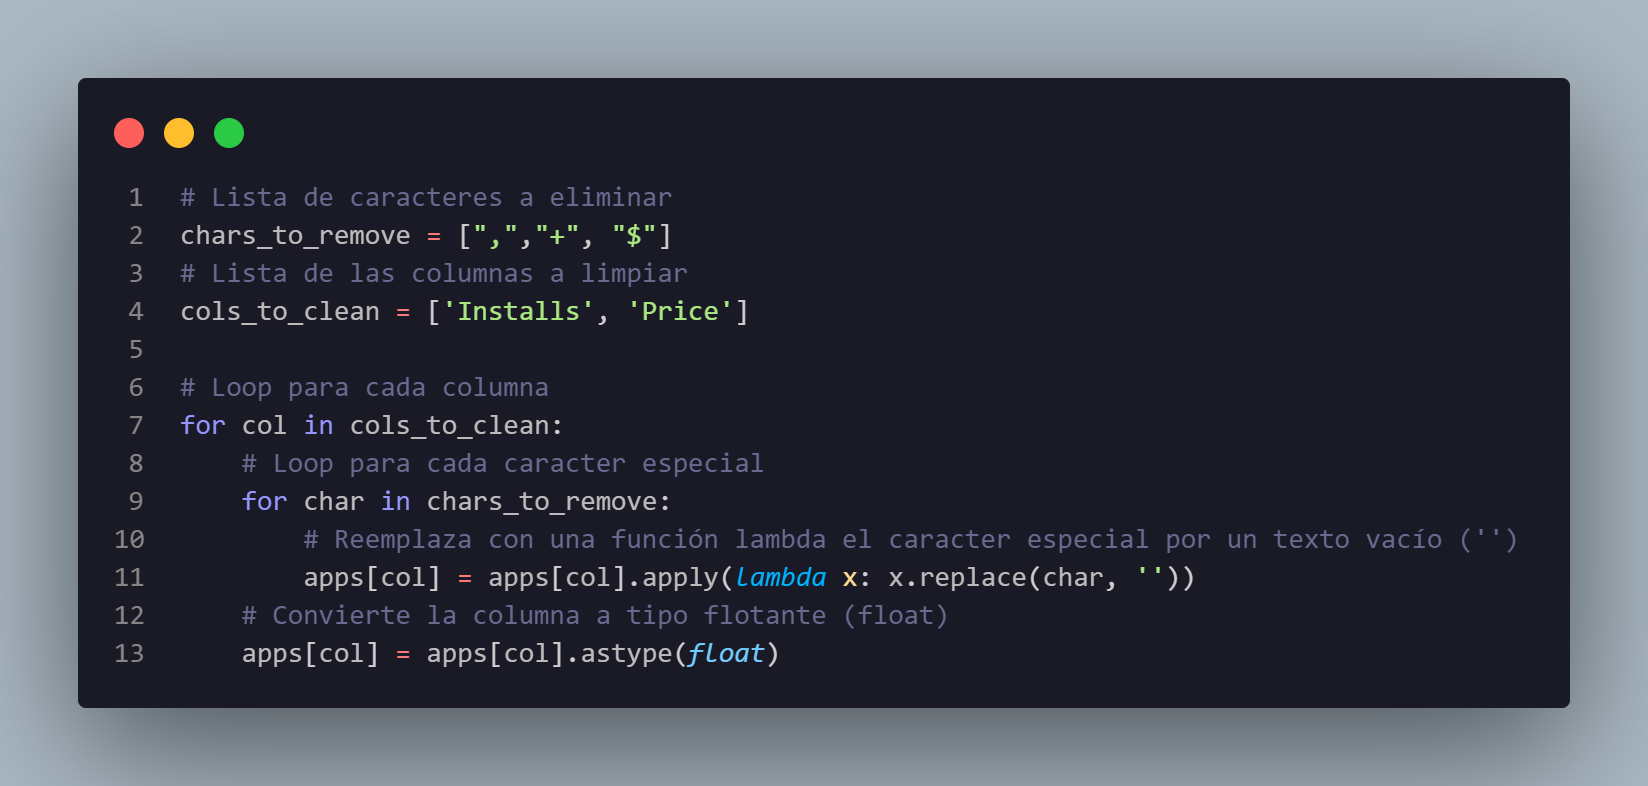 1 # Lista de caracteres a eliminar
2 chars_to_remove = [",","+", "$"]
3 # Lista de las columnas a limpiar
4 cols_to_clean = ['Installs', 'Price']
5
6 # Loop para cada columna
7 for col in cols_to_clean:
8     # Loop para cada caracter especial
9     for char in chars_to_remove:
10         # Reemplaza con una función lambda el caracter especial por un texto vacío ('')
11         apps[col] = apps[col].apply(lambda x: x.replace(char, ''))
12     # Convierte la columna a tipo flotante (float)
13     apps[col] = apps[col].astype(float)